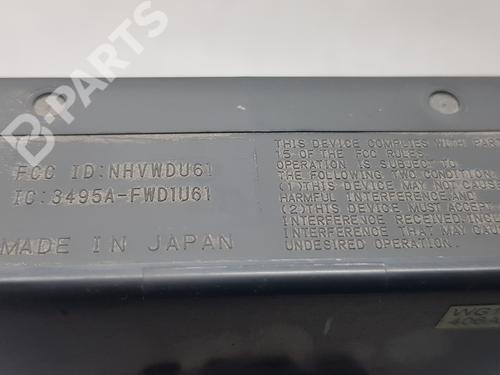 B-PARTS
FCC ID:NHVWDU61
IC:3495A-FWD1U61
MADE IN JAPAN
THIS DEVICE COMPLIES WITH PART
15 OF THE FCC RULES
OPERATION IS SUBJECT TO
THE FOLLOWING TWO CONDITION
(1)THIS DEVICE MAY NOT CAUS
HARMFUL INTERFERENCE,AND
(2)THIS DEVICE MUST ACCEPT
INTERFERENCE RECEIVED,INCL
INTERFERENCE THAT MAY CAU
UNDESIRED OPERATION.